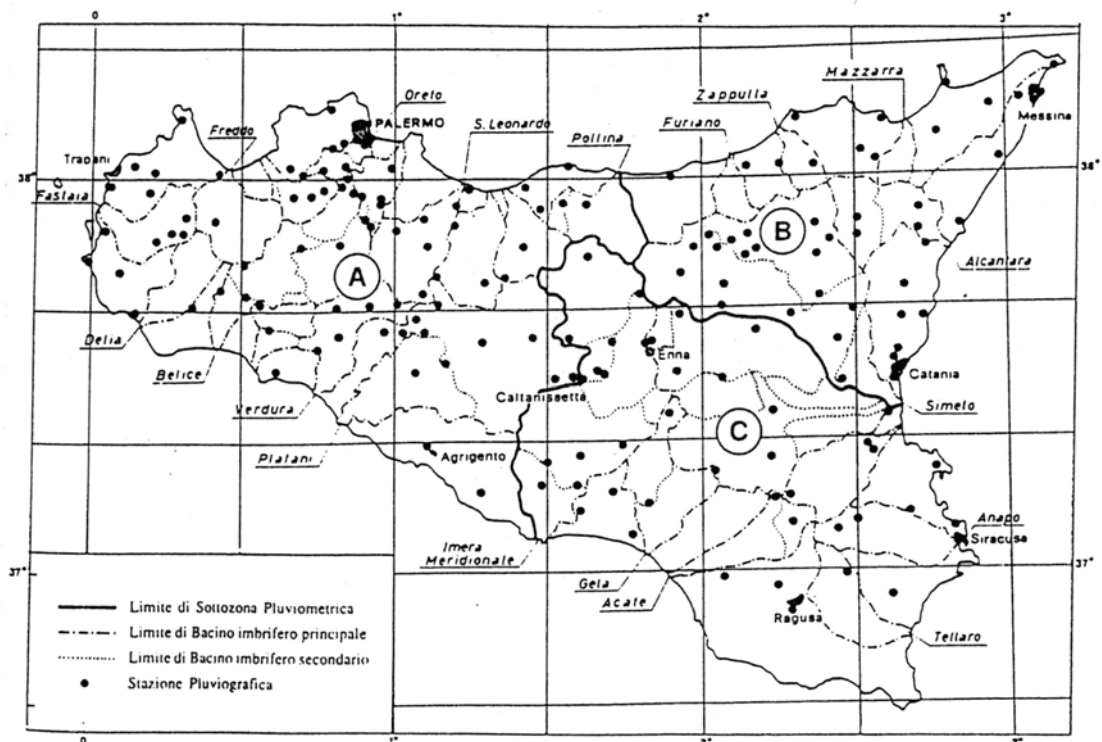 0 1° 2° 3°
Mazzarra
Oreto
Zappulla
Messina
PALERMO
Freddo
S. Leonardo
Furiano
Pollina
Trapani
38° 38°
Fastaia
B
Alcantara
A
Delia
Enna
Belice
Catania
Caltanissetta
Verdura
Simeto
C
Platani
Agrigento
Anapo
Siracusa
Imera
Meridionale
37° 37°
Gela
Acate
Limite di Sottozona Pluviometrica
Limite di Bacino imbrifero principale
Ragusa
Limite di Bacino imbrifero secondario
Tellaro
Stazione Pluviografica
0 1° 2° 3°